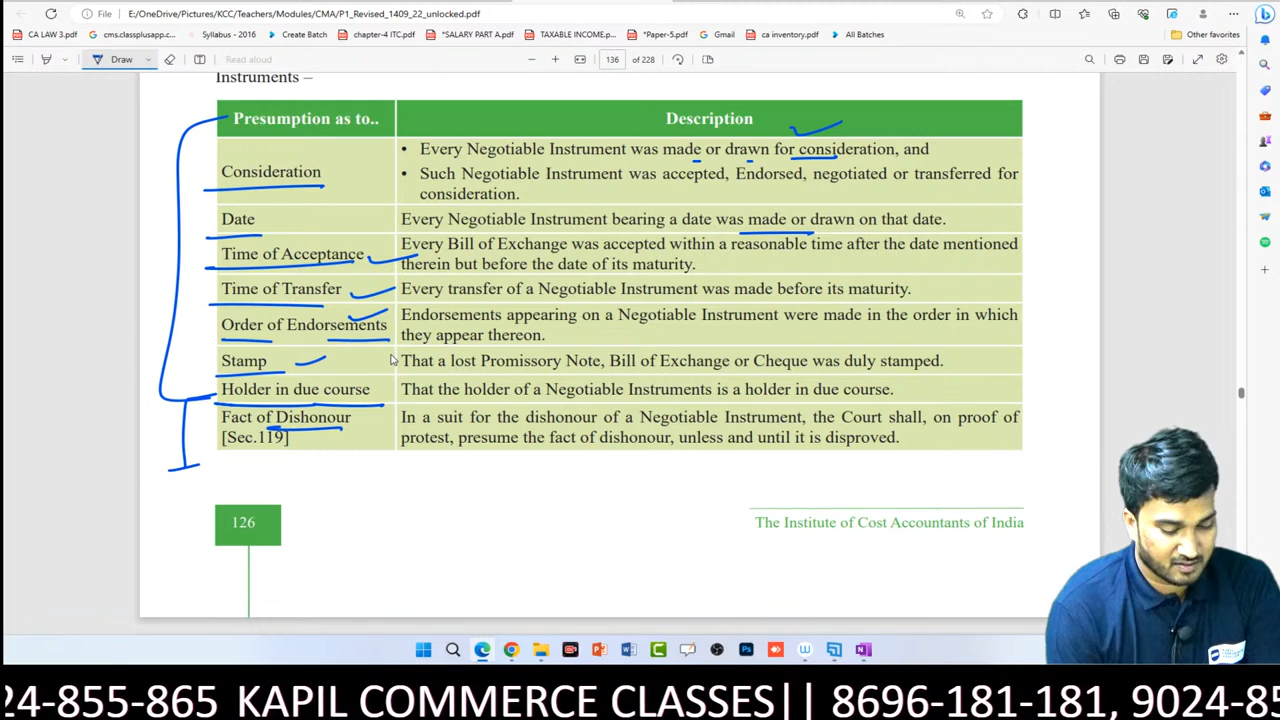 File
E:/OneDrive/Pictures/KCC/Teachers/Modules/CMA/P1_Revised_1409_22_unlocked.pdf
CA LAW 3.pdf
cms.classplusapp.c...
Syllabus - 2016
Create Batch
chapter-4 ITC.pdf
*SALARY PART A.pdf
TAXABLE INCOME.p...
*Paper-5.pdf
Gmail
ca inventory.pdf
All Batches
Other favorites
Draw
Read aloud
136 of 228
Instruments –
Presumption as to..
Description
Consideration
• Every Negotiable Instrument was made or drawn for consideration, and
• Such Negotiable Instrument was accepted, Endorsed, negotiated or transferred for
consideration.
Date
Every Negotiable Instrument bearing a date was made or drawn on that date.
Time of Acceptance
Every Bill of Exchange was accepted within a reasonable time after the date mentioned
therein but before the date of its maturity.
Time of Transfer
Every transfer of a Negotiable Instrument was made before its maturity.
Order of Endorsements
Endorsements appearing on a Negotiable Instrument were made in the order in which
they appear thereon.
Stamp
That a lost Promissory Note, Bill of Exchange or Cheque was duly stamped.
Holder in due course
That the holder of a Negotiable Instruments is a holder in due course.
Fact of Dishonour
[Sec.119]
In a suit for the dishonour of a Negotiable Instrument, the Court shall, on proof of
protest, presume the fact of dishonour, unless and until it is disproved.
126
The Institute of Cost Accountants of India
24-855-865 KAPIL COMMERCE CLASSES|| 8696-181-181, 9024-85